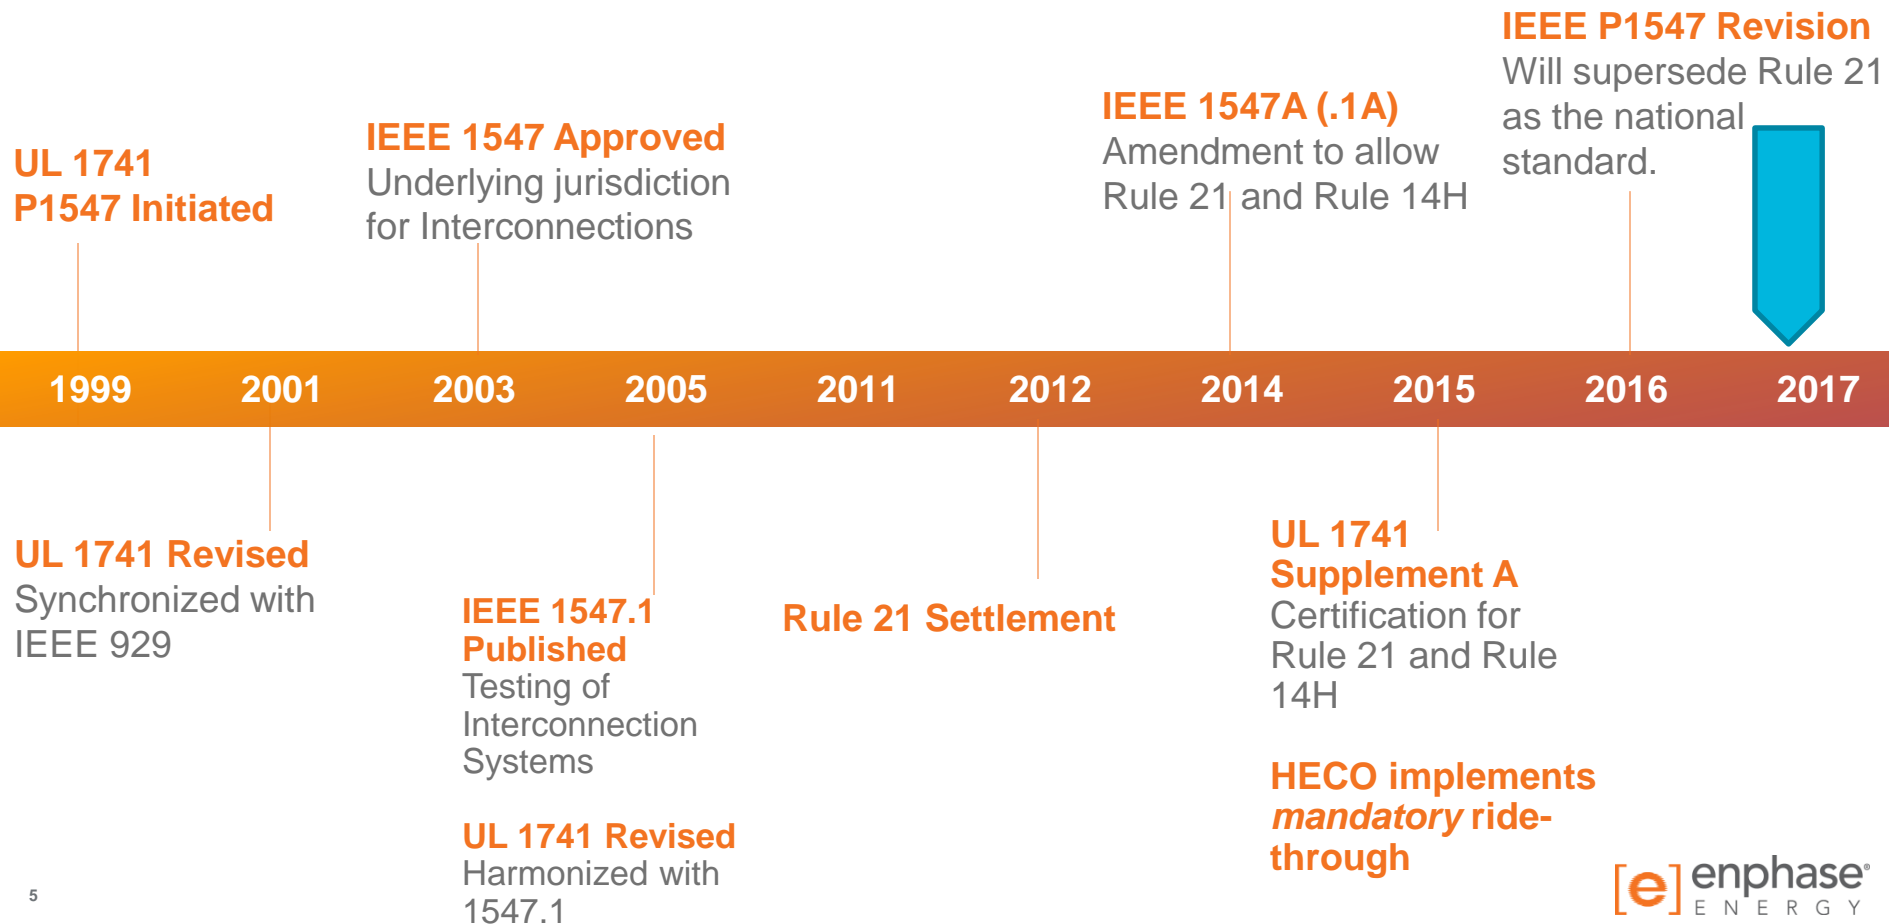 IEEE P1547 Revision
Will supersede Rule 21
as the national
standard.
IEEE 1547A (.1A)
Amendment to allow
Rule 21 and Rule 14H
IEEE 1547 Approved
Underlying jurisdiction
for Interconnections
UL 1741
P1547 Initiated
1999 2001 2003 2005 2011 2012 2014 2015 2016 2017
UL 1741 Revised
Synchronized with
IEEE 929
IEEE 1547.1
Published
Testing of
Interconnection
Systems
UL 1741 Revised
Harmonized with
1547.1
Rule 21 Settlement
UL 1741
Supplement A
Certification for
Rule 21 and Rule
14H
HECO implements
mandatory ride-
through
5
[e] enphase®
ENERGY